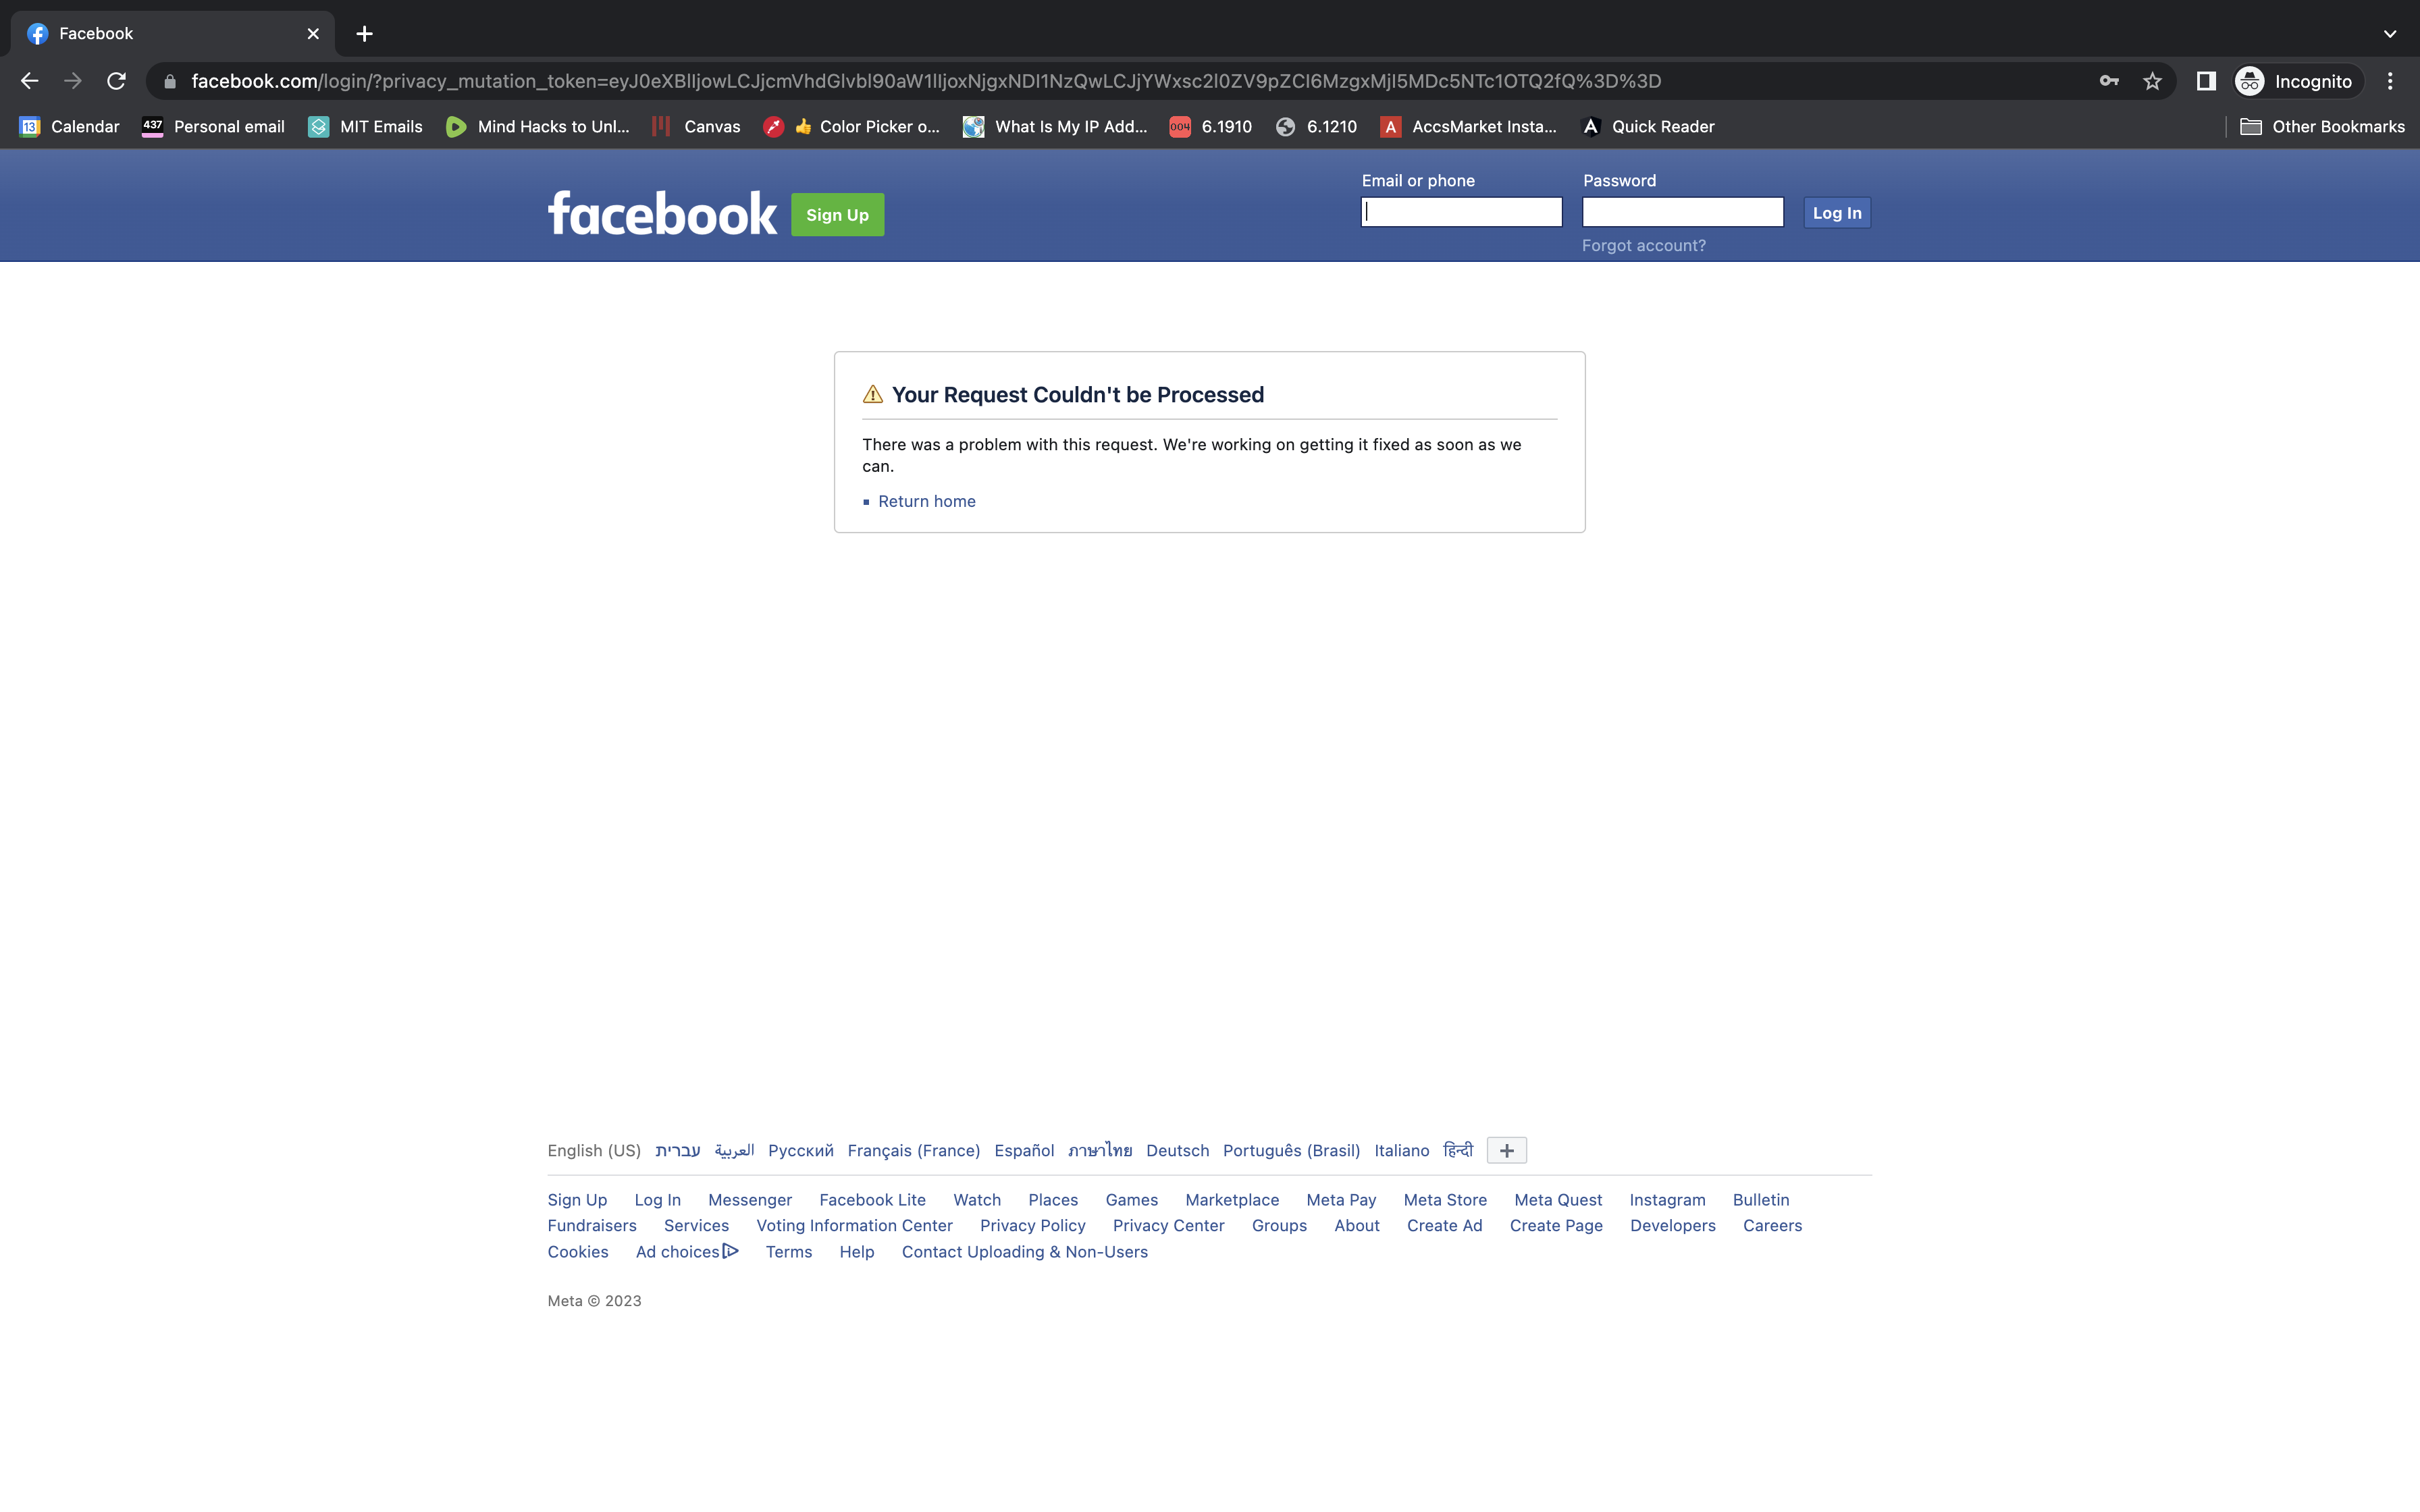 Facebook
facebook.com/login/?privacy_mutation_token=eyJ0eXBlIjowLCJjcmVhdGlvbl90aW1lIjoxNjgxNDI1NzQwLCJjYWxsc2l0ZV9pZCI6MzgxMjI5MDc5NTc1OTQ2fQ%3D%3D
Incognito
13 Calendar 437 Personal email MIT Emails Mind Hacks to Unl... Canvas 👍 Color Picker o... What Is My IP Add... 004 6.1910 6.1210 A AccsMarket Insta... A Quick Reader Other Bookmarks
Email or phone Password
facebook Sign Up Log In
Forgot account?
Your Request Couldn't be Processed
There was a problem with this request. We're working on getting it fixed as soon as we
can.
Return home
English (US) עברית العربية Русский Français (France) Español ภาษาไทย Deutsch Português (Brasil) Italiano हिन्दी +
Sign Up Log In Messenger Facebook Lite Watch Places Games Marketplace Meta Pay Meta Store Meta Quest Instagram Bulletin
Fundraisers Services Voting Information Center Privacy Policy Privacy Center Groups About Create Ad Create Page Developers Careers
Cookies Ad choices Terms Help Contact Uploading & Non-Users
Meta © 2023